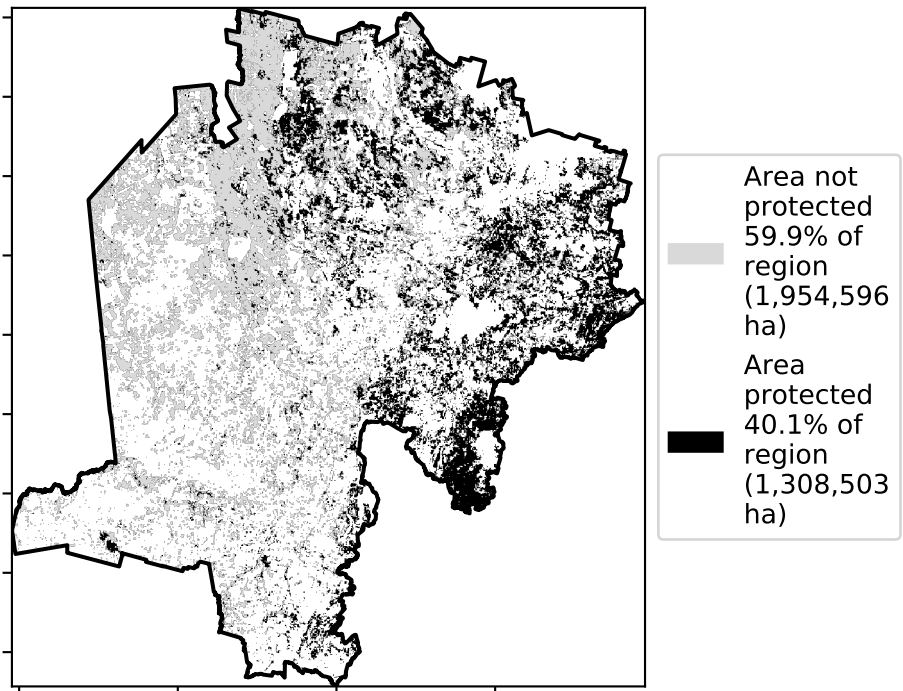 Area not
protected
59.9% of
region
(1,954,596
ha)
Area
protected
40.1% of
region
(1,308,503
ha)